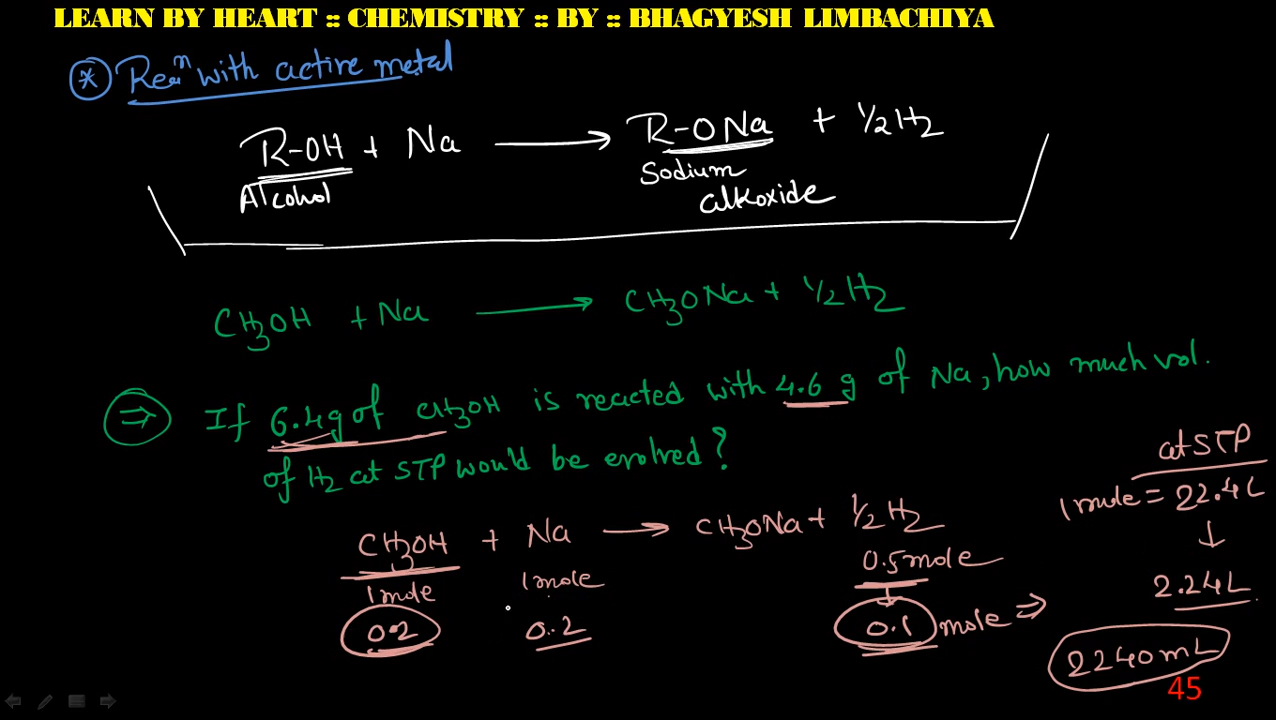 LEARN BY HEART :: CHEMISTRY :: BY :: BHAGYESH LIMBACHIYA
* Reaⁿ with active metal
R-OH + Na ⟶ R-ONa + 1/2H2
Alcohol Sodium alkoxide
CH3OH + Na ⟶ CH3ONa + 1/2H2
⇒ If 6.4g of CH3OH is reacted with 4.6 g of Na, how much vol.
of H2 at STP would be evolved?
at STP
1 mole = 22.4L
↓
2.24L
CH3OH + Na ⟶ CH3ONa + 1/2 H2
1 mole 1 mole 0.5 mole
0.2 0.2 0.1 mole ⇒
2240 mL
45